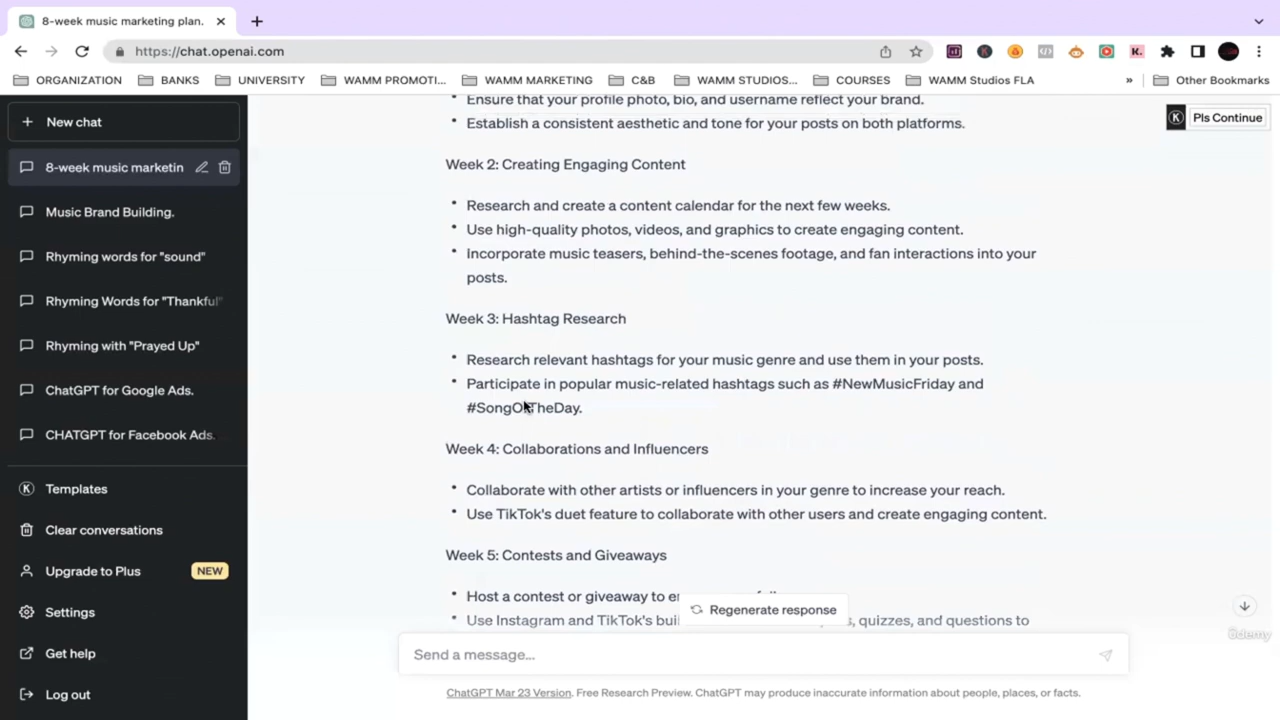 8-week music marketing plan.
https://chat.openai.com
ORGANIZATION BANKS UNIVERSITY WAMM PROMOTI... WAMM MARKETING C&B WAMM STUDIOS... COURSES WAMM Studios FLA » Other Bookmarks
New chat
8-week music marketin
Music Brand Building.
Rhyming words for "sound"
Rhyming Words for "Thankful"
Rhyming with "Prayed Up"
ChatGPT for Google Ads.
CHATGPT for Facebook Ads.
Templates
Clear conversations
Upgrade to Plus NEW
Settings
Get help
Log out
K Pls Continue
Ensure that your profile photo, bio, and username reflect your brand.
Establish a consistent aesthetic and tone for your posts on both platforms.
Week 2: Creating Engaging Content
Research and create a content calendar for the next few weeks.
Use high-quality photos, videos, and graphics to create engaging content.
Incorporate music teasers, behind-the-scenes footage, and fan interactions into your
posts.
Week 3: Hashtag Research
Research relevant hashtags for your music genre and use them in your posts.
Participate in popular music-related hashtags such as #NewMusicFriday and
#SongOfTheDay.
Week 4: Collaborations and Influencers
Collaborate with other artists or influencers in your genre to increase your reach.
Use TikTok's duet feature to collaborate with other users and create engaging content.
Week 5: Contests and Giveaways
Host a contest or giveaway to
Use Instagram and TikTok's quizzes, and questions to
Regenerate response
Send a message...
ChatGPT Mar 23 Version. Free Research Preview. ChatGPT may produce inaccurate information about people, places, or facts.
ûdemy